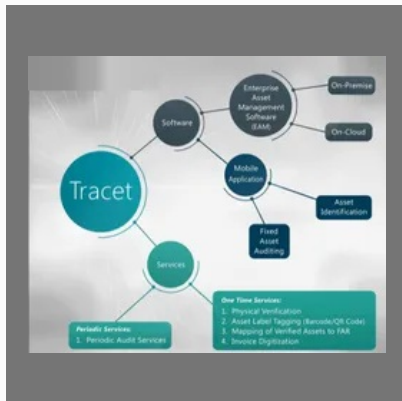 Tracet
Software
Enterprise
Asset
Management
Software
(EAM)
On-Premise
On-Cloud
Mobile
Application
Asset
Identification
Fixed
Asset
Auditing
Services
Periodic Services:
1. Periodic Audit Services
One Time Services:
1. Physical Verification
2. Asset Label Tagging (Barcode/QR Code)
3. Mapping of Verified Assets to FAR
4. Invoice Digitization